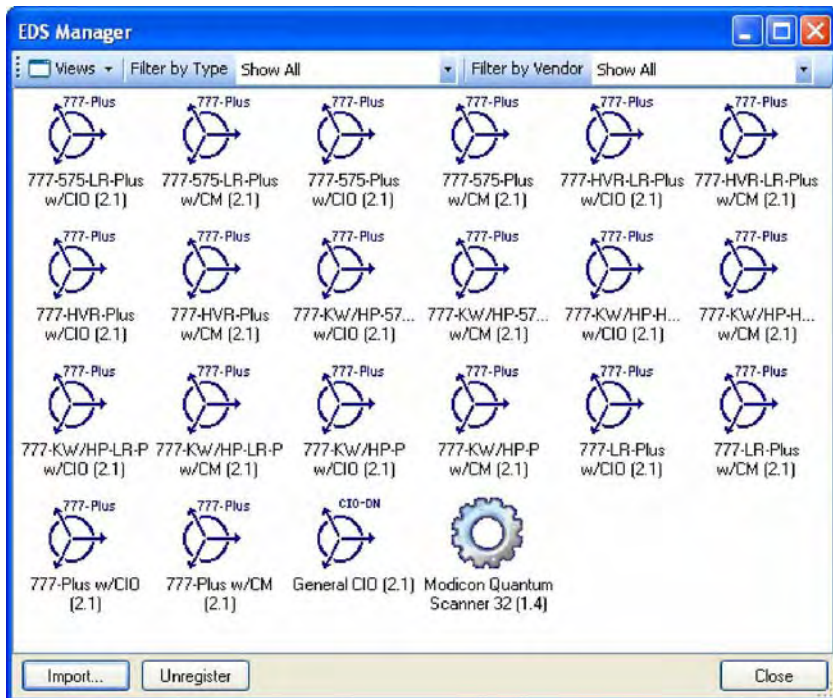 EDS Manager
Views Filter by Type Show All Filter by Vendor Show All
777-Plus 777-Plus 777-Plus 777-Plus 777-Plus 777-Plus
777-575-LR-Plus 777-575-LR-Plus 777-575-Plus 777-575-Plus 777-HVR-LR-Plus 777-HVR-LR-Plus
w/CIO (2.1) w/CM (2.1) w/CIO (2.1) w/CM (2.1) w/CIO (2.1) w/CM (2.1)
777-Plus 777-Plus 777-Plus 777-Plus 777-Plus 777-Plus
777-HVR-Plus 777-HVR-Plus 777-KW/HP-57... 777-KW/HP-57... 777-KW/HP-H... 777-KW/HP-H...
w/CIO (2.1) w/CM (2.1) w/CIO (2.1) w/CM (2.1) w/CIO (2.1) w/CM (2.1)
777-Plus 777-Plus 777-Plus 777-Plus 777-Plus 777-Plus
777-KW/HP-LR-P 777-KW/HP-LR-P 777-KW/HP-P 777-KW/HP-P 777-LR-Plus 777-LR-Plus
w/CIO (2.1) w/CM (2.1) w/CIO (2.1) w/CM (2.1) w/CIO (2.1) w/CM (2.1)
777-Plus 777-Plus CIO-DN
777-Plus w/CIO 777-Plus w/CM General CIO (2.1) Modicon Quantum
(2.1) (2.1) Scanner 32 (1.4)
Import... Unregister Close